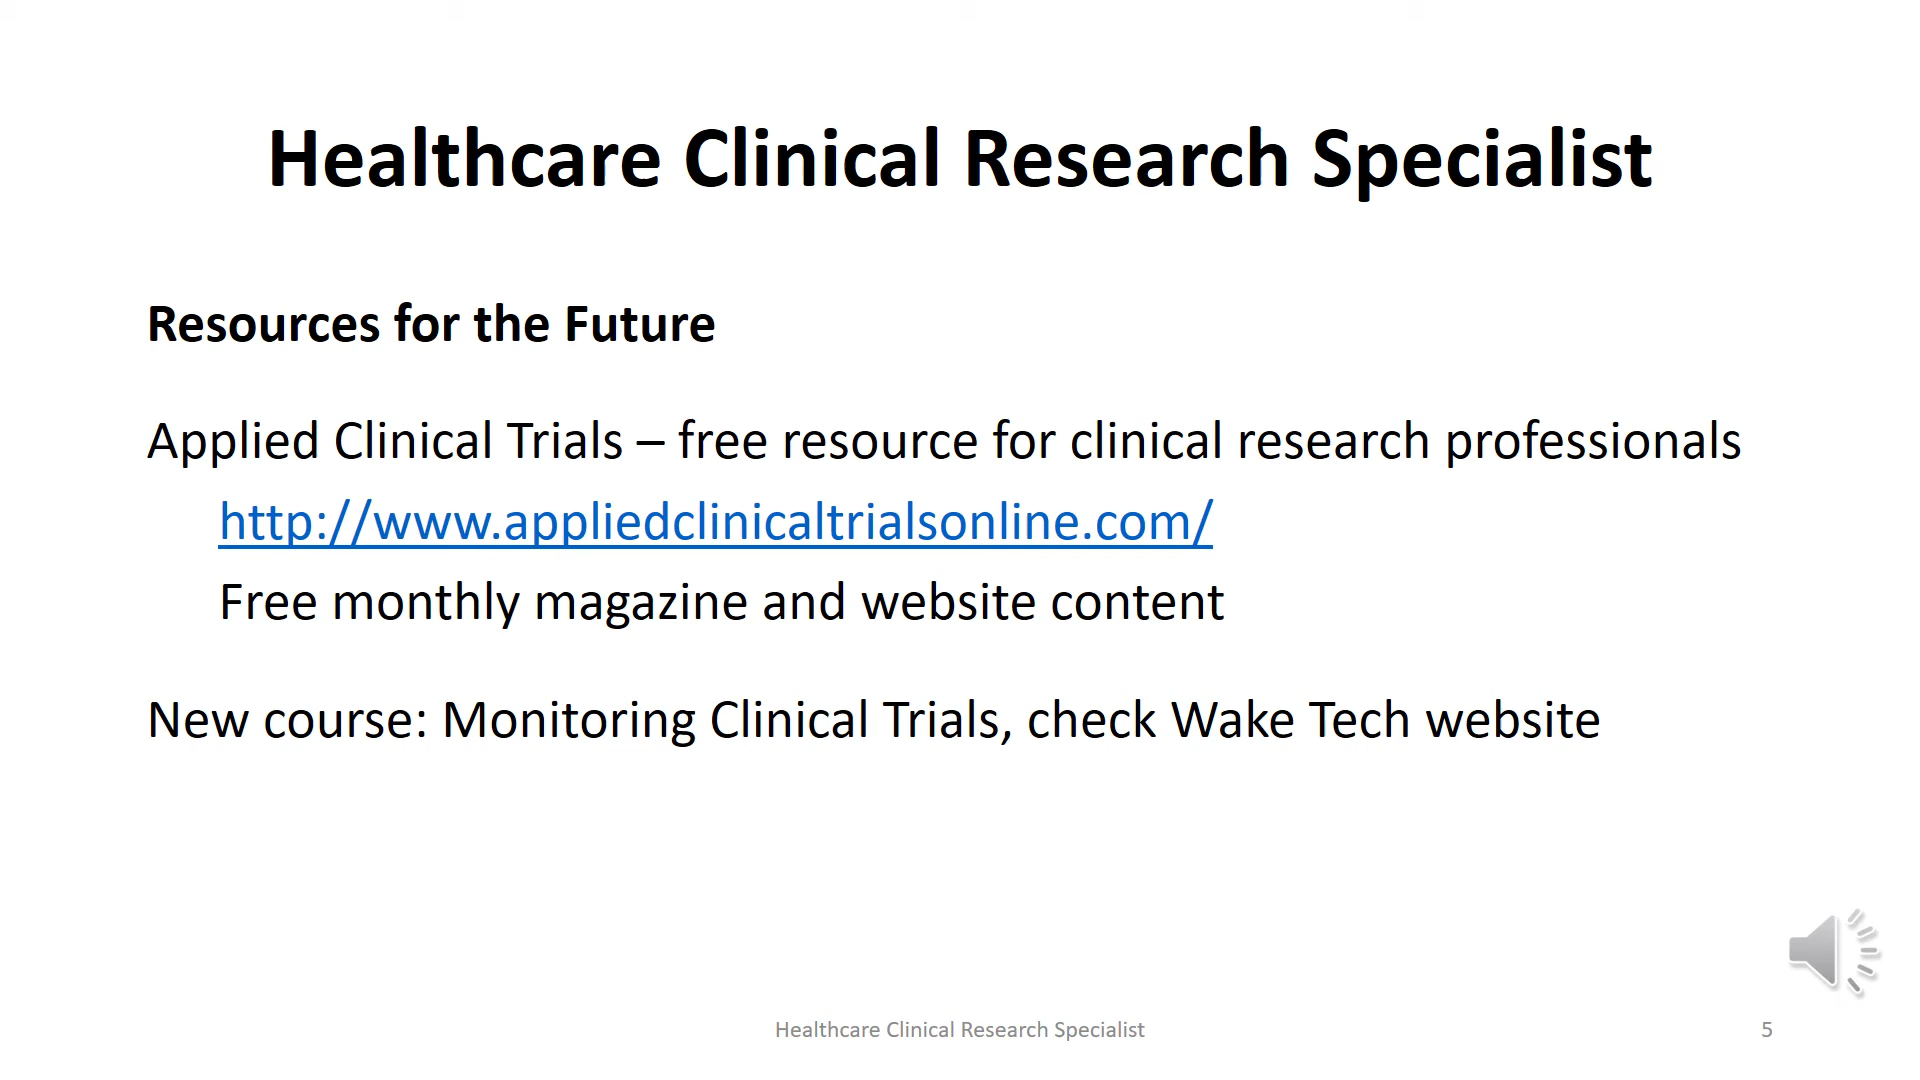 Healthcare Clinical Research Specialist
Resources for the Future
Applied Clinical Trials – free resource for clinical research professionals
http://www.appliedclinicaltrialsonline.com/
Free monthly magazine and website content
New course: Monitoring Clinical Trials, check Wake Tech website
Healthcare Clinical Research Specialist
5